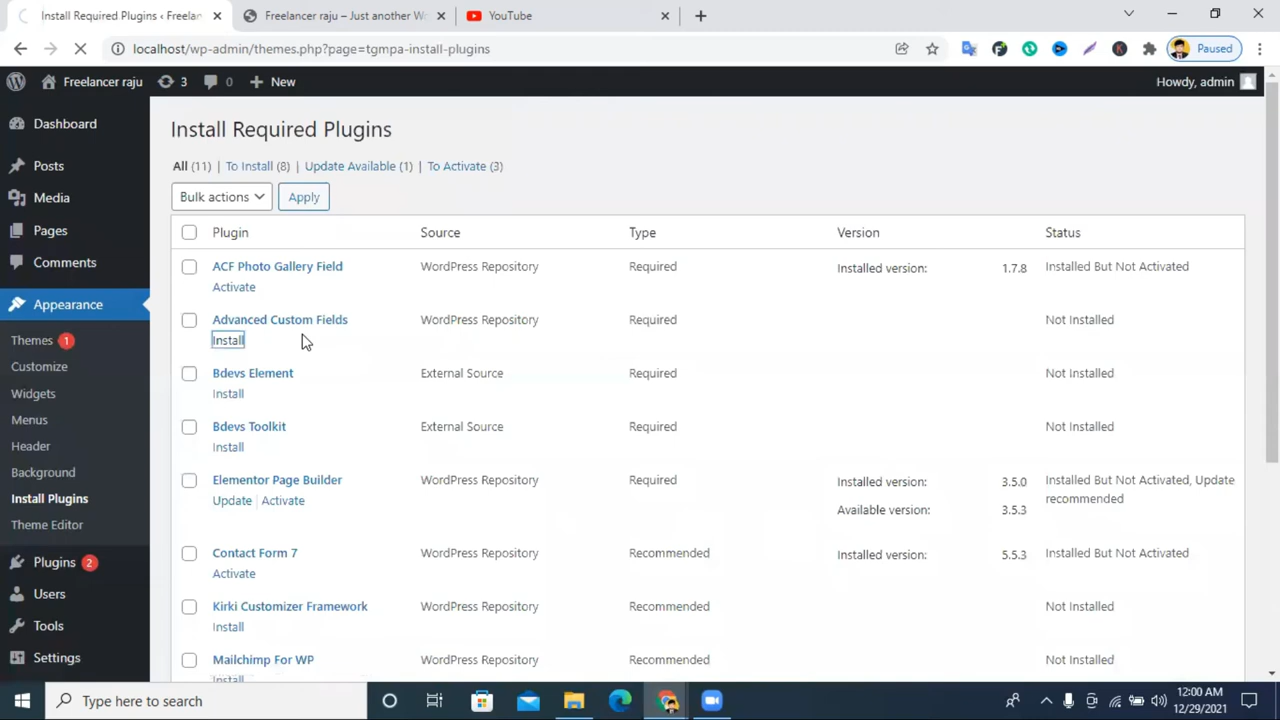 Install Required Plugins ‹ Freelan
Freelancer raju – Just another W
YouTube
localhost/wp-admin/themes.php?page=tgmpa-install-plugins
Paused
Freelancer raju
3
0
New
Howdy, admin
Dashboard
Posts
Media
Pages
Comments
Appearance
Themes 1
Customize
Widgets
Menus
Header
Background
Install Plugins
Theme Editor
Plugins 2
Users
Tools
Settings
Install Required Plugins
All (11) | To Install (8) | Update Available (1) | To Activate (3)
Bulk actions
Apply
Plugin Source Type Version Status
ACF Photo Gallery Field WordPress Repository Required Installed version: 1.7.8 Installed But Not Activated
Activate
Advanced Custom Fields WordPress Repository Required Not Installed
Install
Bdevs Element External Source Required Not Installed
Install
Bdevs Toolkit External Source Required Not Installed
Install
Elementor Page Builder WordPress Repository Required Installed version: 3.5.0 Installed But Not Activated, Update
recommended
Update | Activate Available version: 3.5.3
Contact Form 7 WordPress Repository Recommended Installed version: 5.5.3 Installed But Not Activated
Activate
Kirki Customizer Framework WordPress Repository Recommended Not Installed
Install
Mailchimp For WP WordPress Repository Recommended Not Installed
Install
Type here to search
12:00 AM
12/29/2021